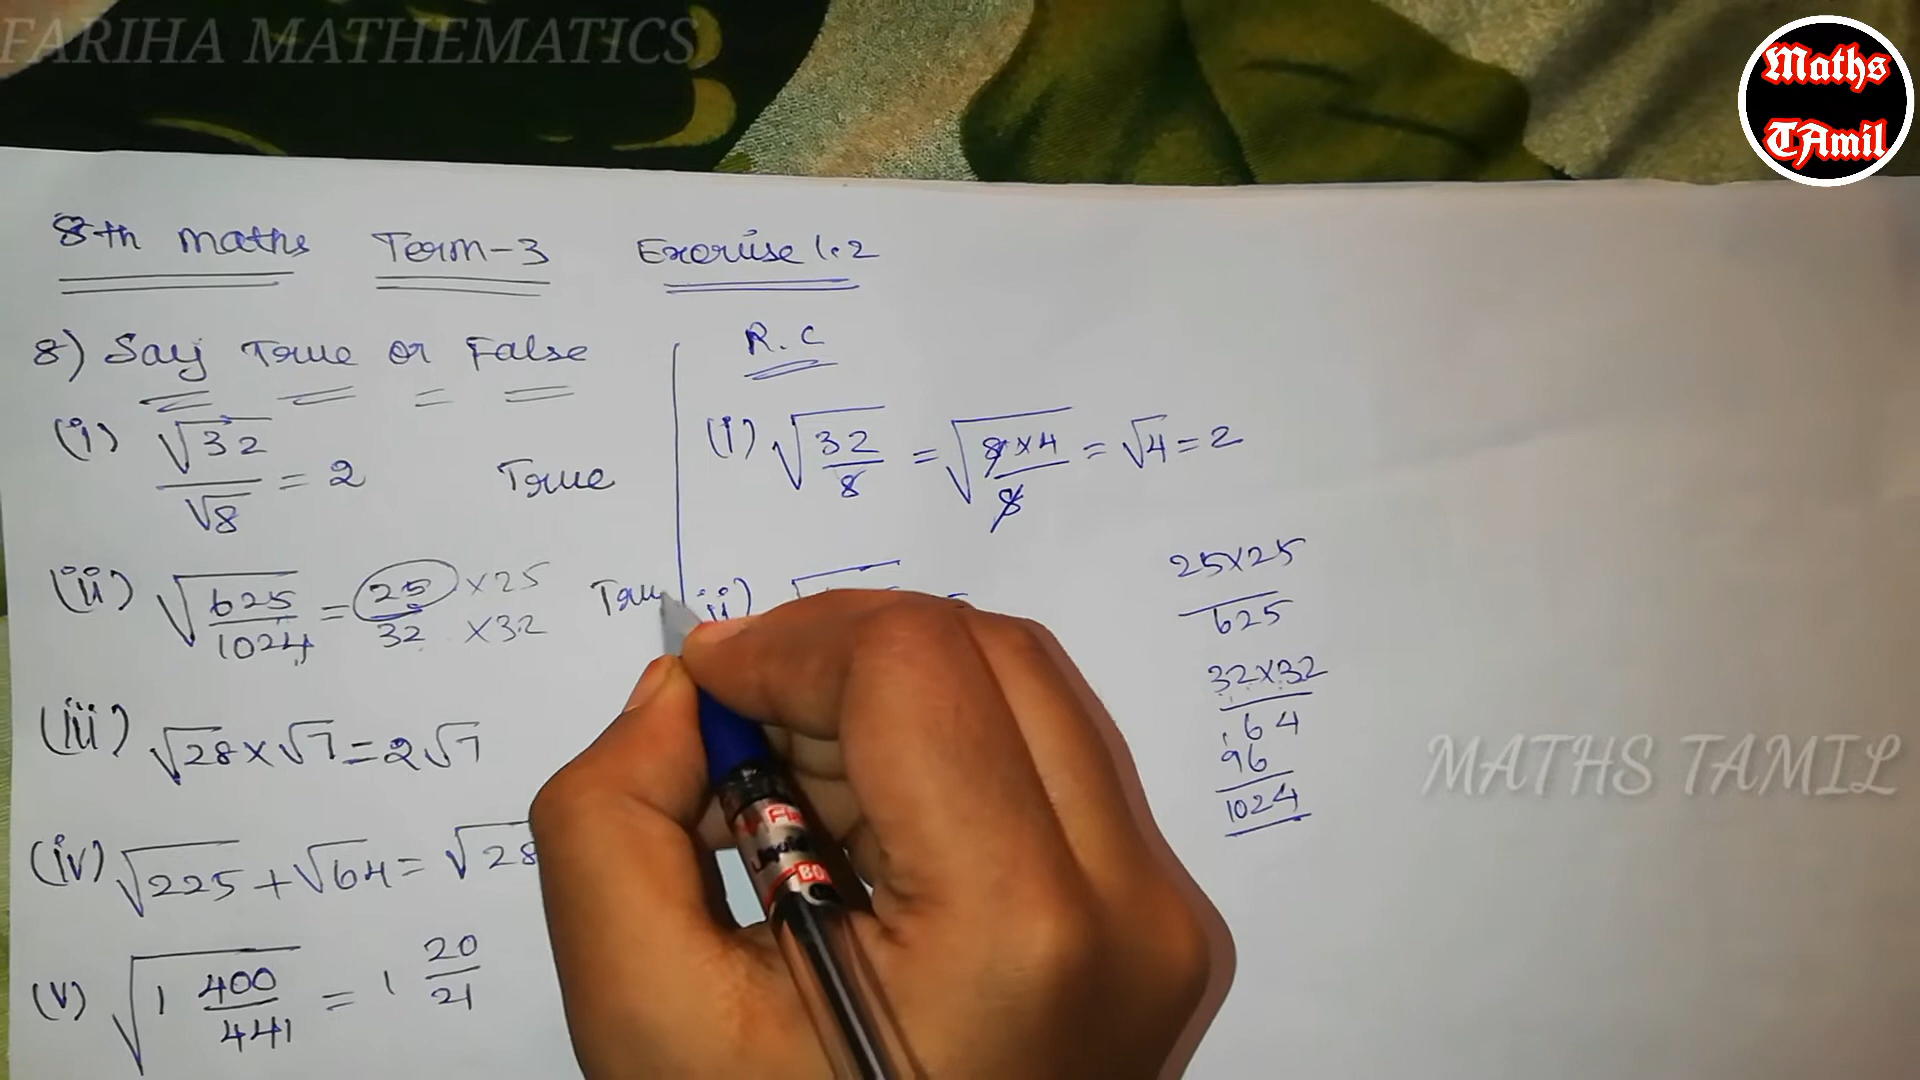 FARIHA MATHEMATICS
Maths
TAmil
8th maths Term-3 Exercise 1.2
8) Say True or False
(i) √32 / √8 = 2 True
(ii) √(625/1024) = 25/32 ×25 ×32
(iii) √28 × √7 = 2√7
(iv) √225 + √64 =
(v) √(1 400/441) = 1 20/21
R.C
(i) √(32/8) = √(8×4/8) = √4 = 2
ii)
25×25
625
32×32
64
96
1024
MATHS TAMIL